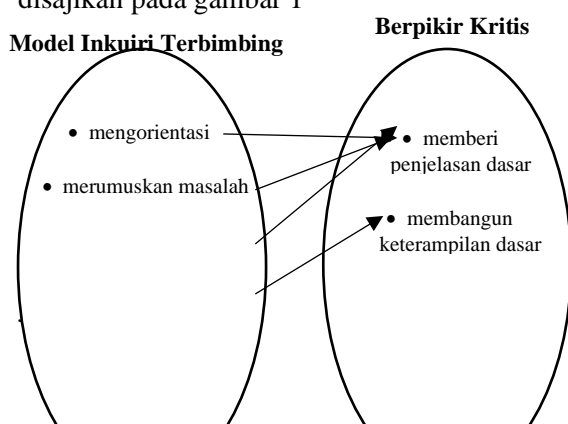 disajikan pada gambar 1
Model Inkuiri Terbimbing
Berpikir Kritis
• mengorientasi
• merumuskan masalah
• memberi
penjelasan dasar
• membangun
keterampilan dasar